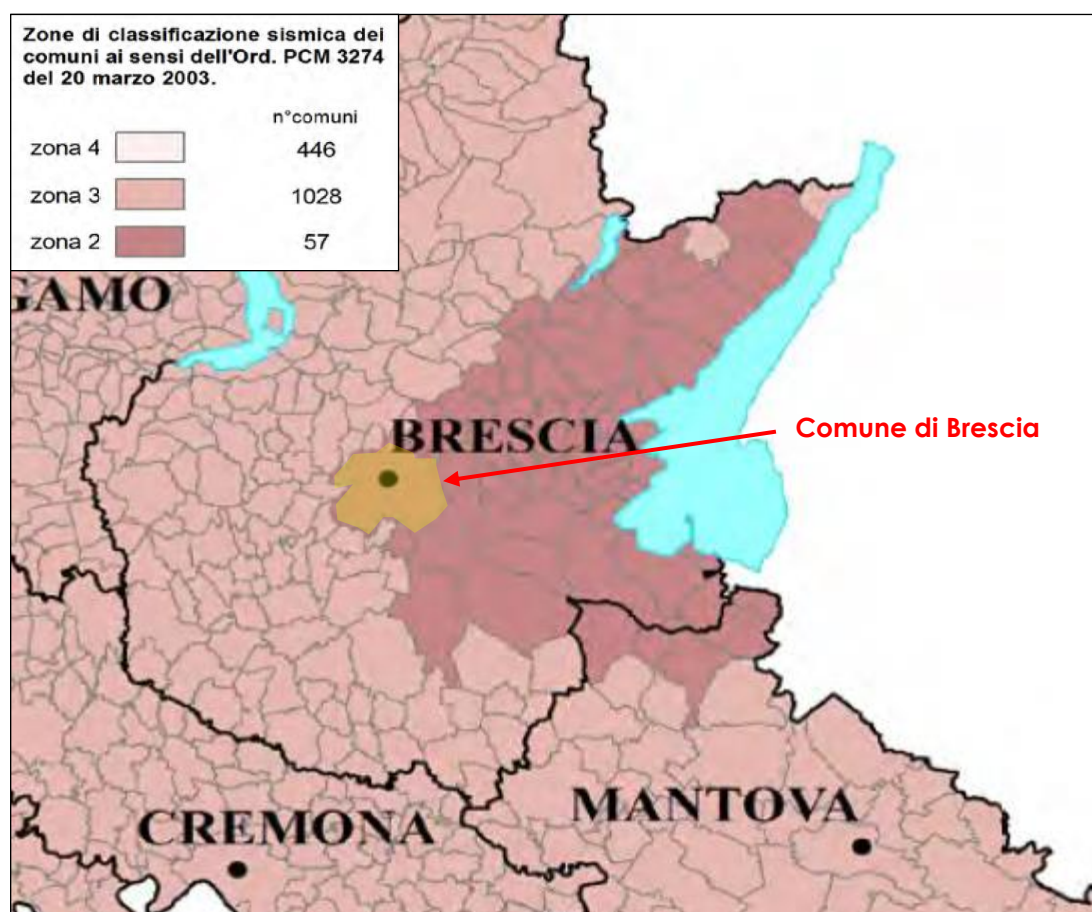 Zone di classificazione sismica dei
comuni ai sensi dell'Ord. PCM 3274
del 20 marzo 2003.
n°comuni
zona 4 446
zona 3 1028
zona 2 57
GAMO
BRESCIA
Comune di Brescia
MANTOVA
CREMONA